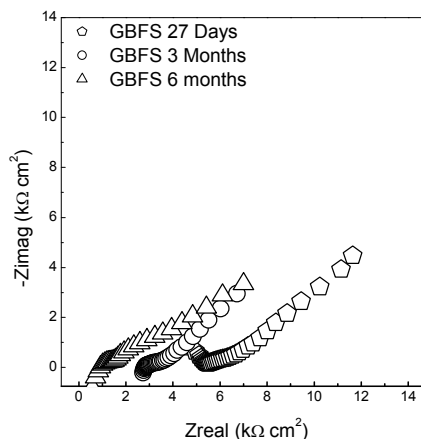 -14
12
10
8
6
4
2
0
-Zimag (kΩ cm²)
GBFS 27 Days
GBFS 3 Months
GBFS 6 months
0 2 4 6 8 10 12 14
Zreal (kΩ cm²)